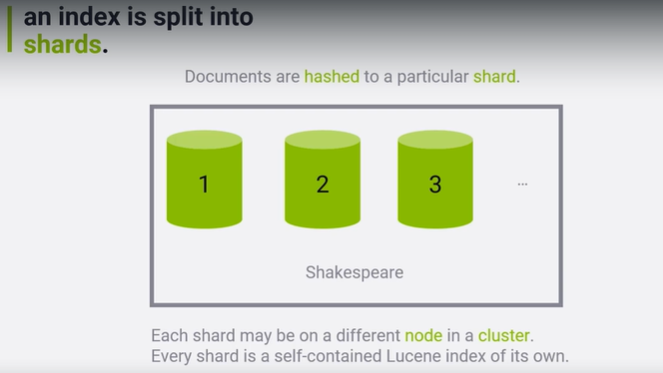 an index is split into
shards.
Documents are hashed to a particular shard.
1 2 3 ...
Shakespeare
Each shard may be on a different node in a cluster.
Every shard is a self-contained Lucene index of its own.